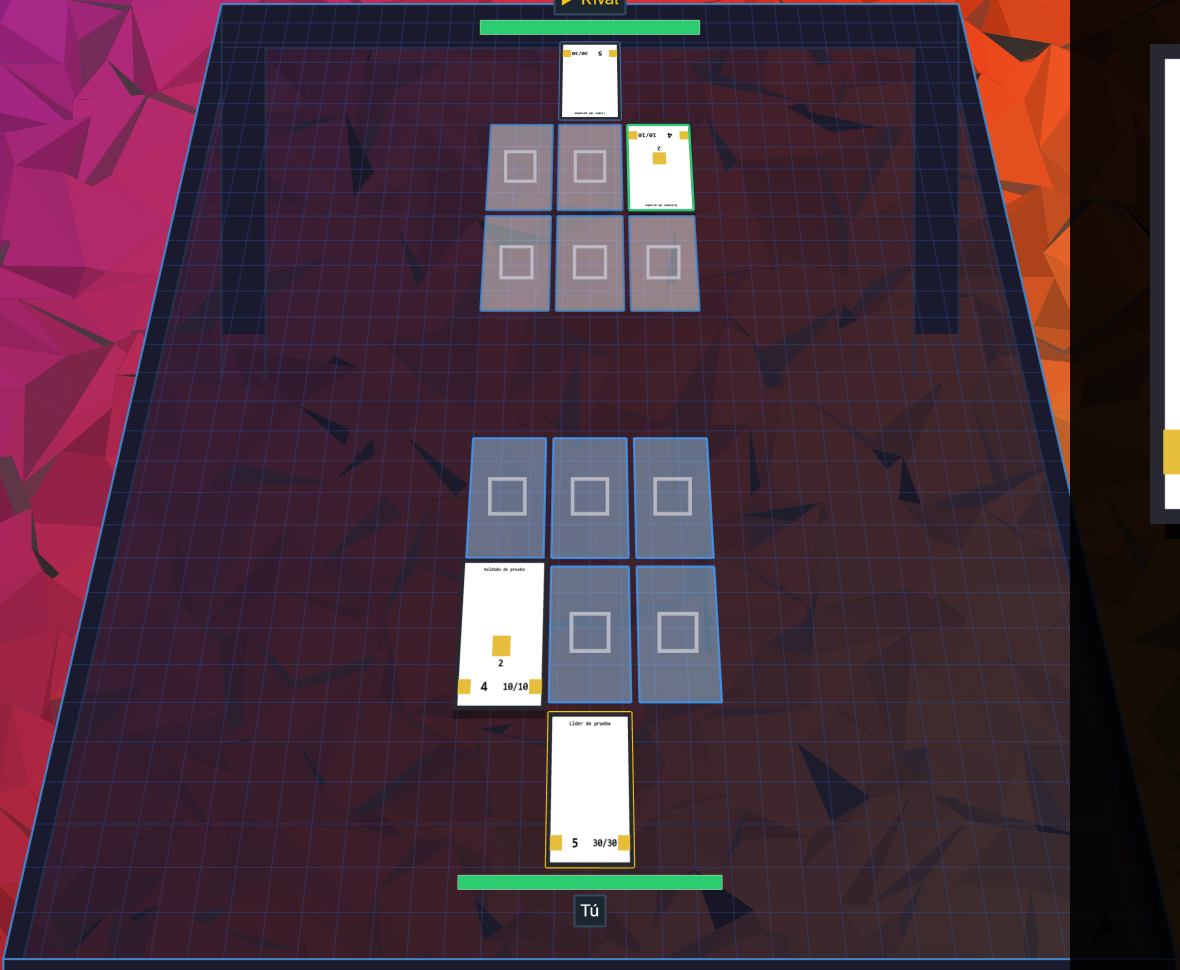 Rival
5 30/30
Líder de prueba
4 10/10
2
Soldado de prueba
Soldado de prueba
2
4 10/10
Líder de prueba
5 30/30
Tú